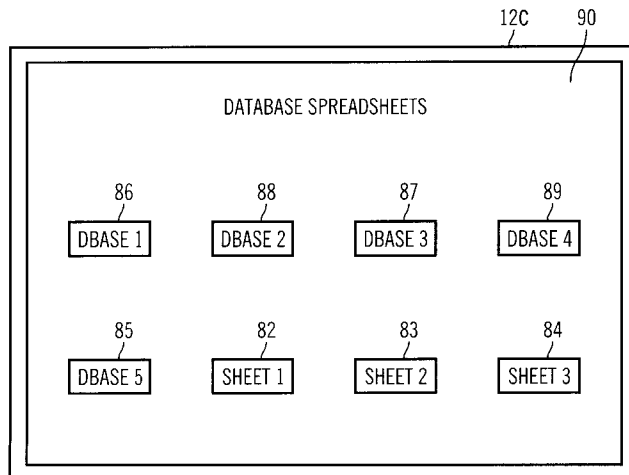 12C 90
DATABASE SPREADSHEETS
86 88 87 89
DBASE 1 DBASE 2 DBASE 3 DBASE 4
85 82 83 84
DBASE 5 SHEET 1 SHEET 2 SHEET 3